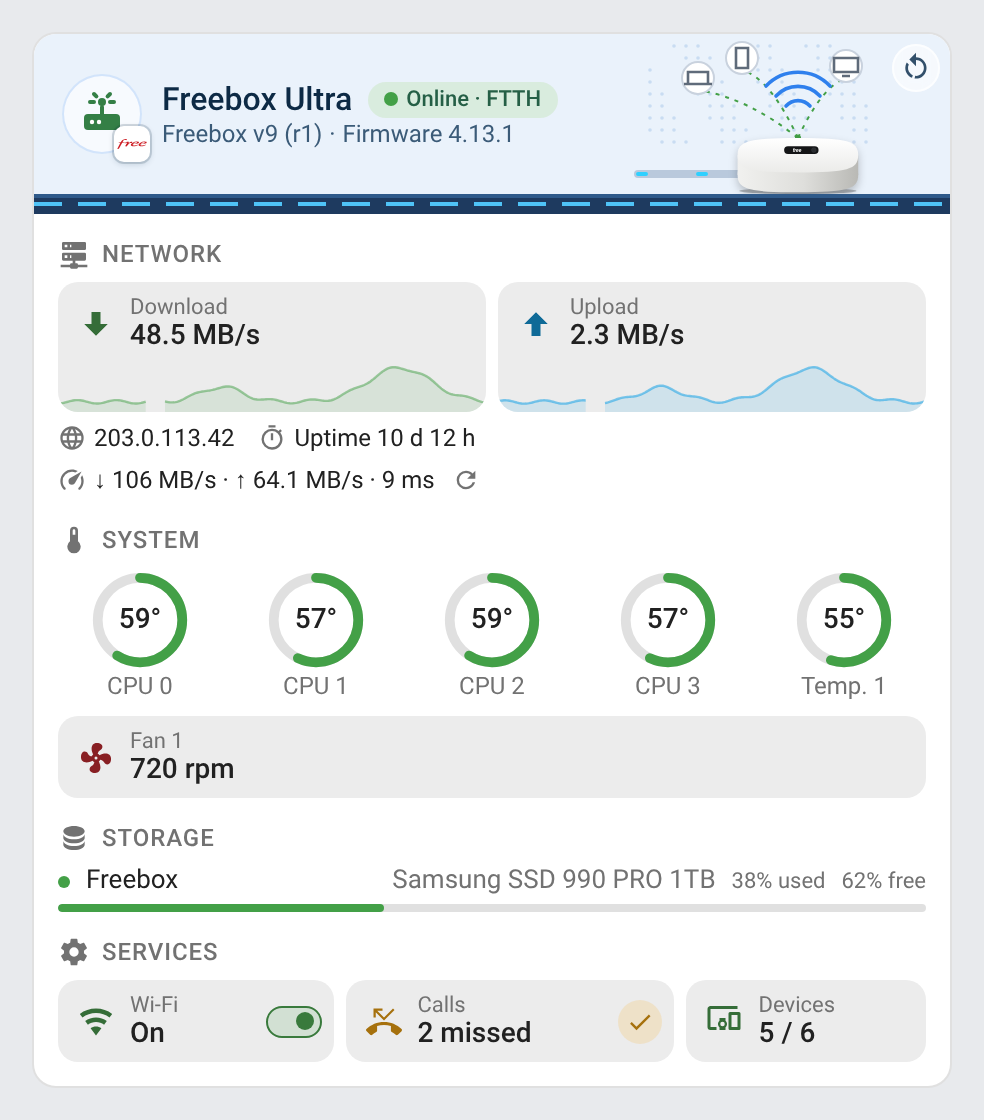 Freebox Ultra
Online · FTTH
Freebox v9 (r1) · Firmware 4.13.1
free
free
NETWORK
Download
48.5 MB/s
Upload
2.3 MB/s
203.0.113.42
Uptime 10 d 12 h
↓ 106 MB/s · ↑ 64.1 MB/s · 9 ms
SYSTEM
59° 57° 59° 57° 55°
CPU 0 CPU 1 CPU 2 CPU 3 Temp. 1
Fan 1
720 rpm
STORAGE
Freebox Samsung SSD 990 PRO 1TB 38% used 62% free
SERVICES
Wi-Fi
On
Calls
2 missed
Devices
5 / 6